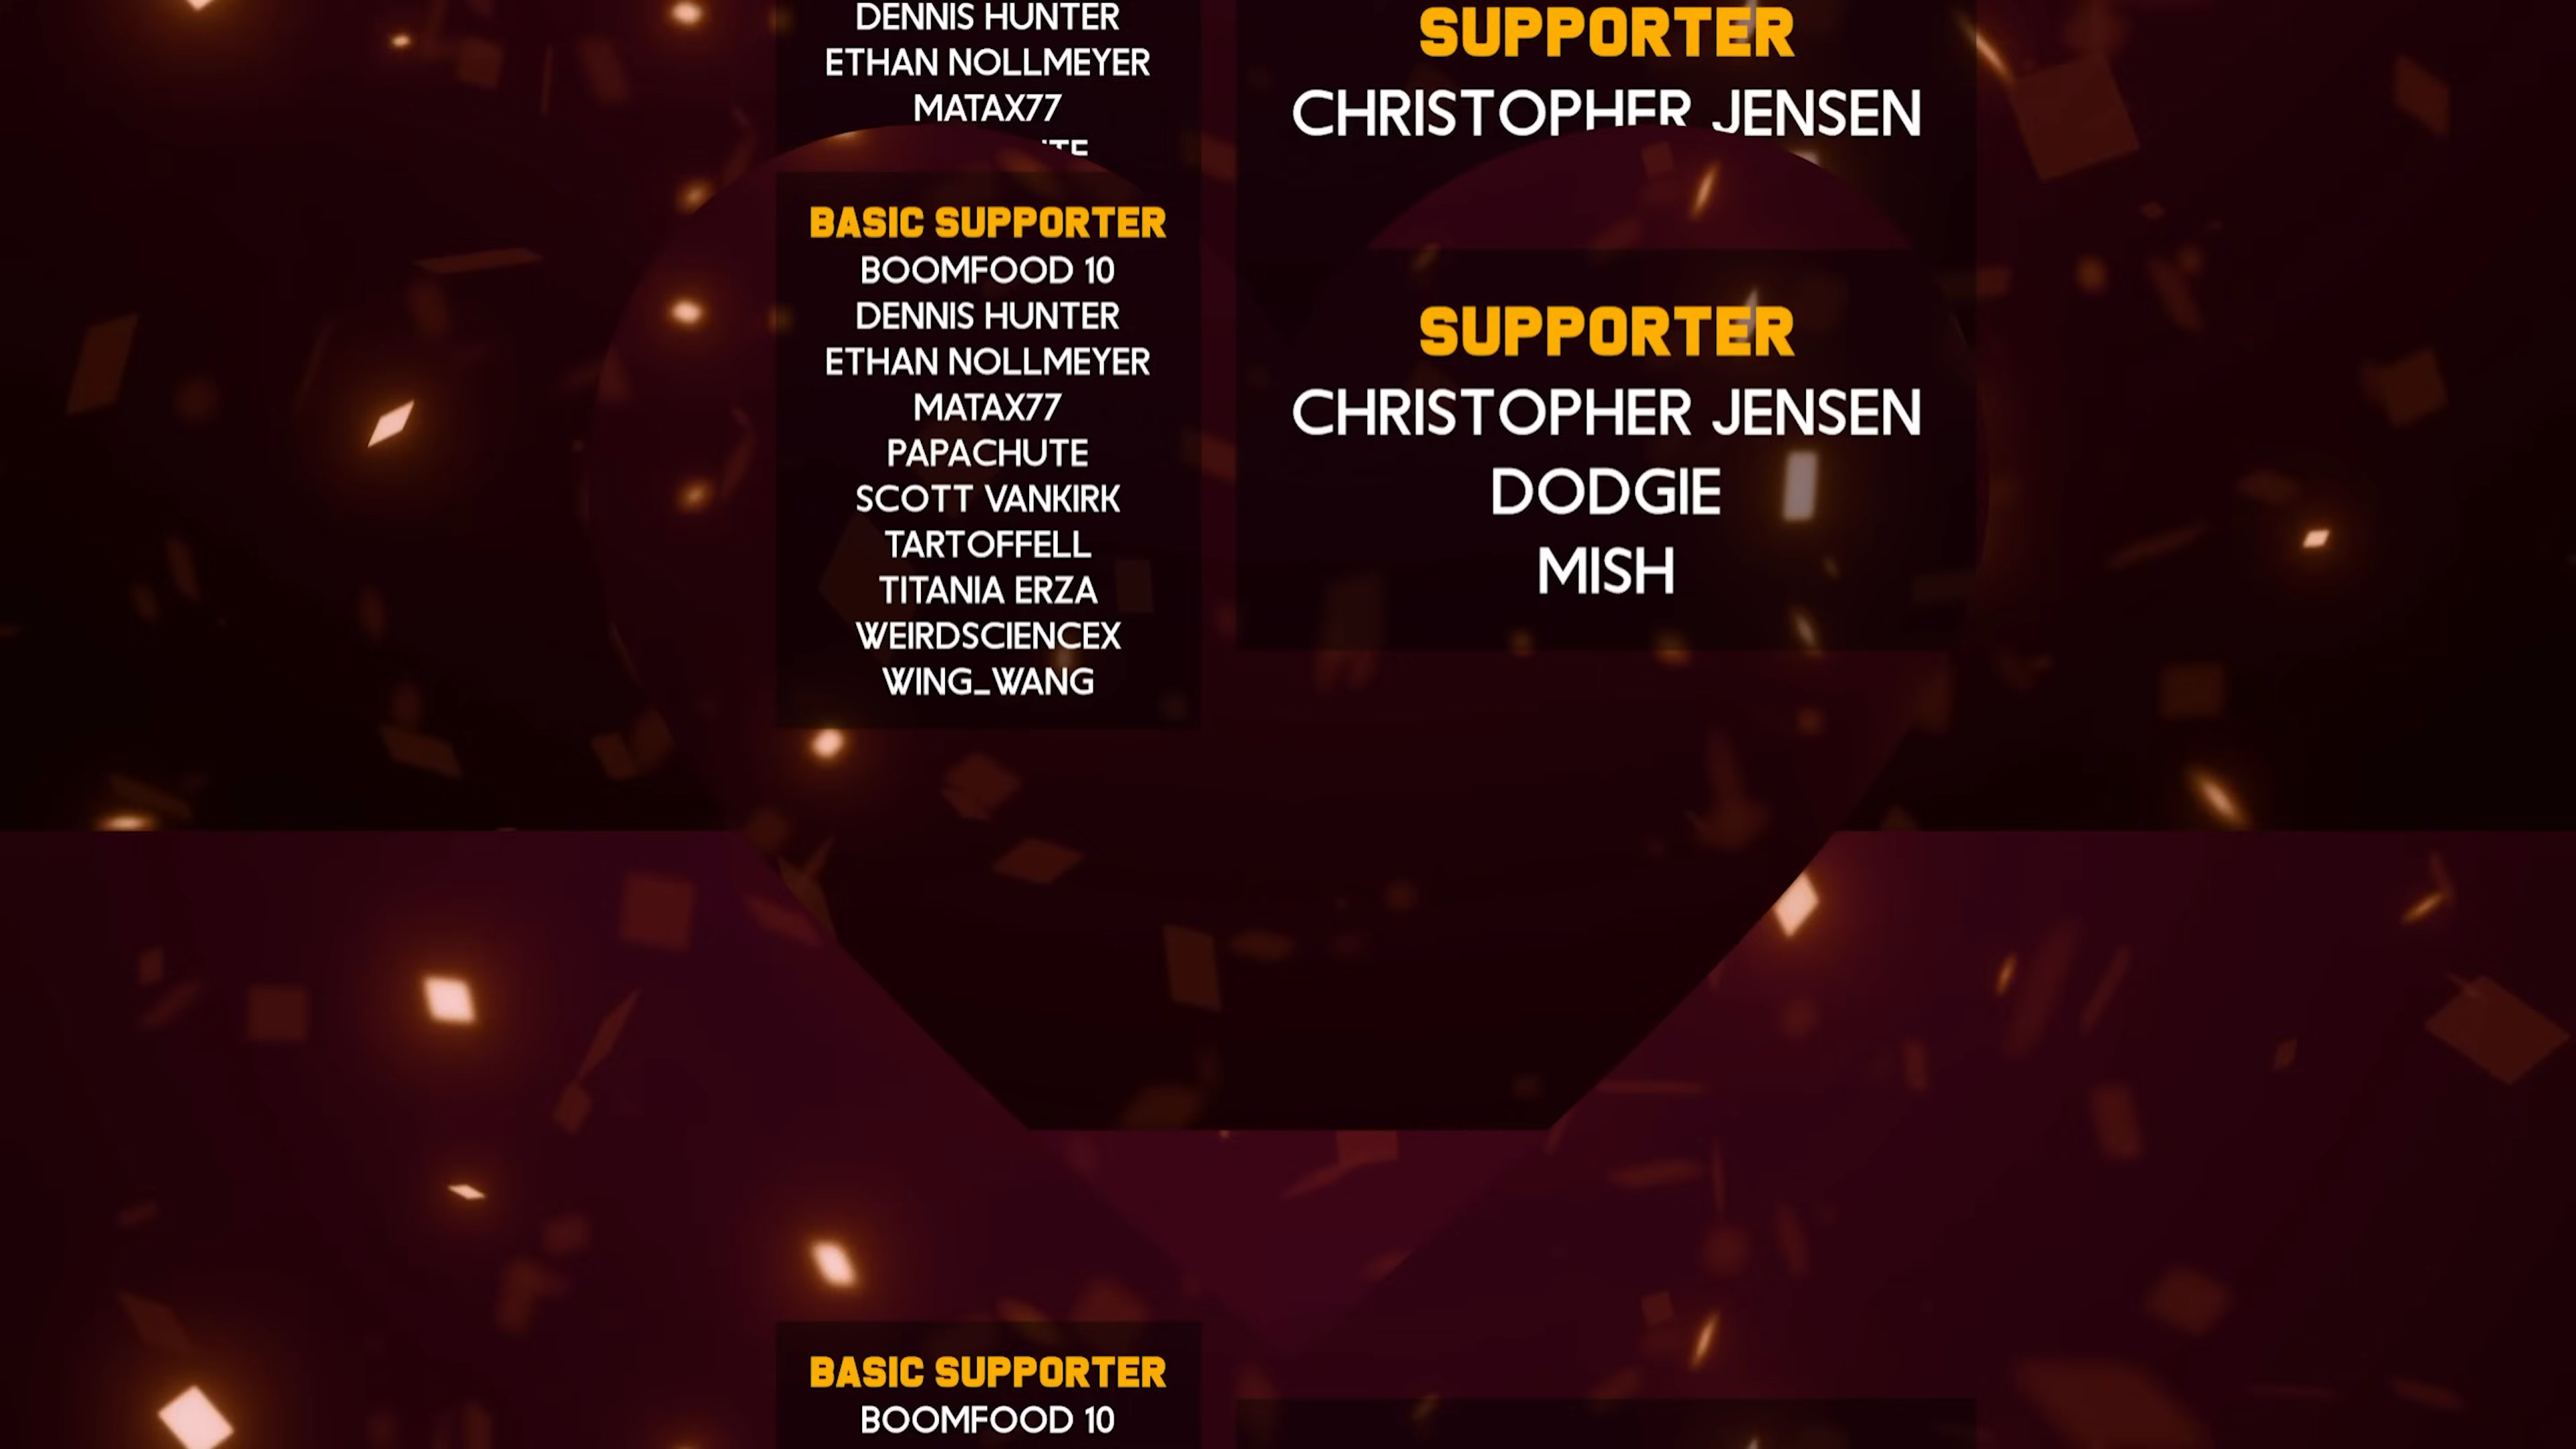 DENNIS HUNTER
ETHAN NOLLMEYER
MATAX77
SUPPORTER
CHRISTOPHER JENSEN
BASIC SUPPORTER
BOOMFOOD 10
DENNIS HUNTER
ETHAN NOLLMEYER
MATAX77
PAPACHUTE
SCOTT VANKIRK
TARTOFFELL
TITANIA ERZA
WEIRDSCIENCEX
WING_WANG
SUPPORTER
CHRISTOPHER JENSEN
DODGIE
MISH
BASIC SUPPORTER
BOOMFOOD 10